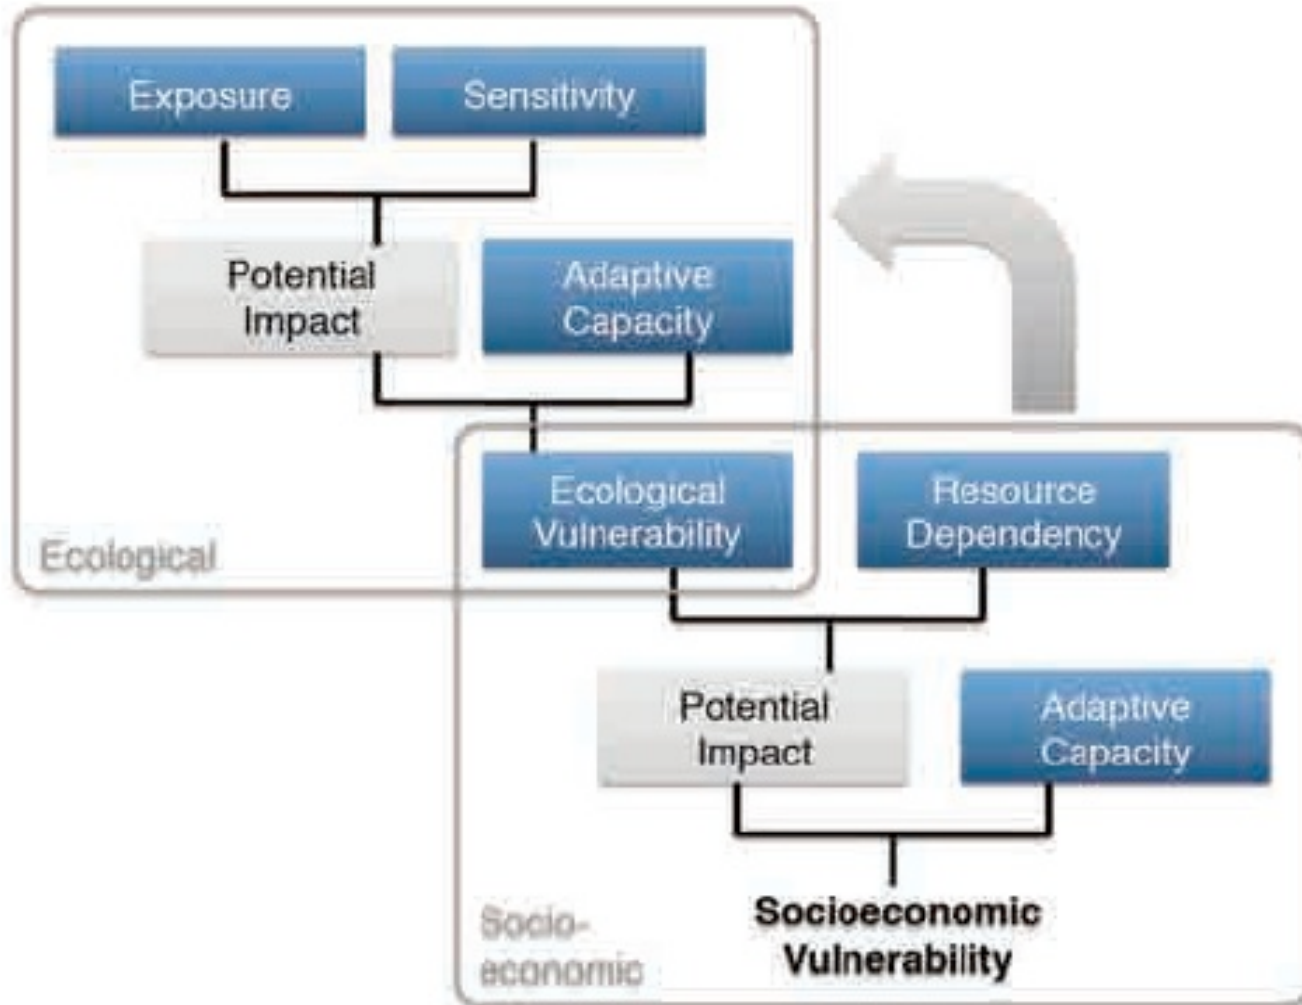 Exposure
Sensitivity
Potential
Impact
Adaptive
Capacity
Ecological
Vulnerability
Resource
Dependency
Ecological
Potential
Impact
Adaptive
Capacity
Socioeconomic
Vulnerability
Socio-
economic